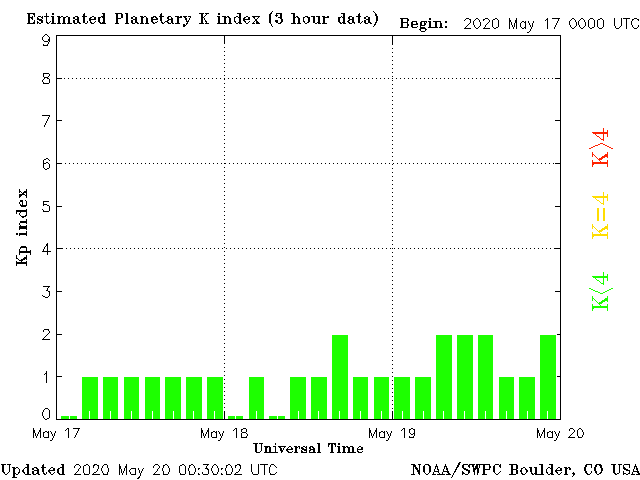 Estimated Planetary K index (3 hour data)
Begin: 2020 May 17 0000 UTC
9
8
7
6
5
4
3
2
1
0
Kp index
K>4
K=4
K<4
May 17
May 18
May 19
May 20
Universal Time
Updated 2020 May 20 00:30:02 UTC
NOAA/SWPC Boulder, CO USA